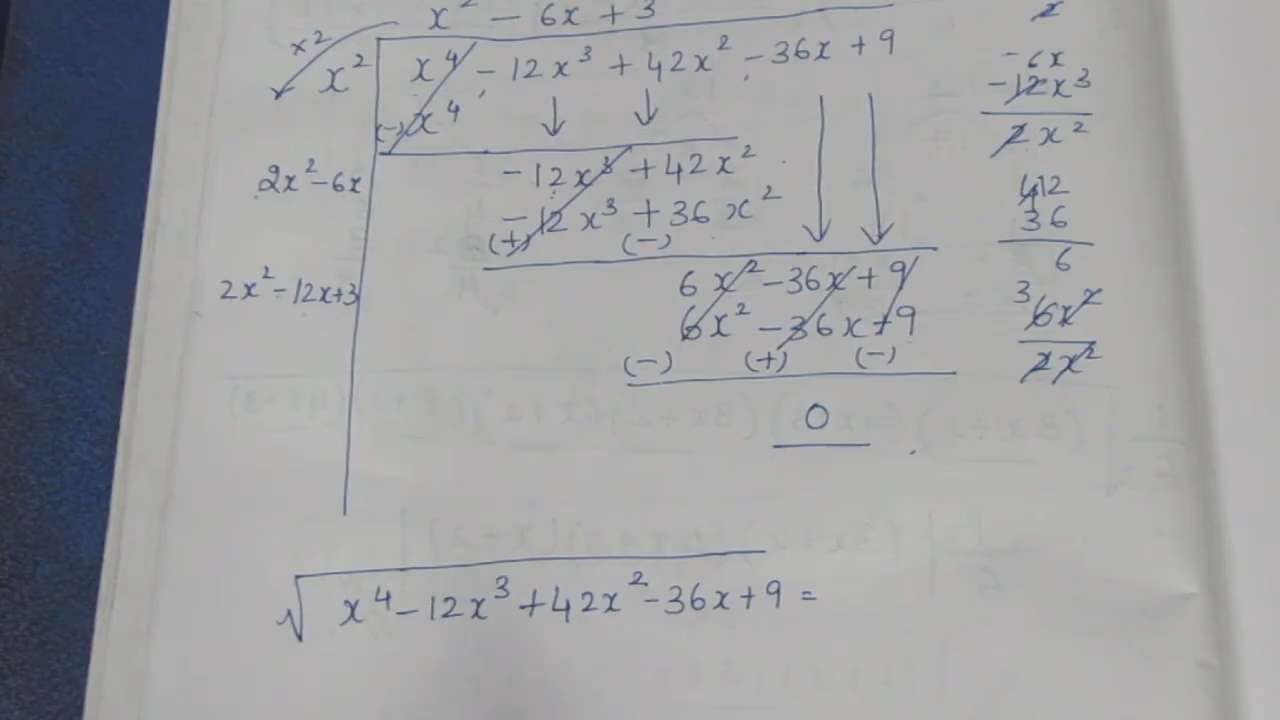 x² - 6x + 3
x²
x² | x⁴ - 12x³ + 42x² - 36x + 9
(-) x⁴
2x² - 6x | -12x³ + 42x²
-12x³ + 36x²
(+) (-)
2x² - 12x + 3 | 6x² - 36x + 9
6x² - 36x + 9
(-) (+) (-)
0
√(x⁴ - 12x³ + 42x² - 36x + 9) =
-6x
-12x³
2x²
412
36
6
3
6x²
2x²